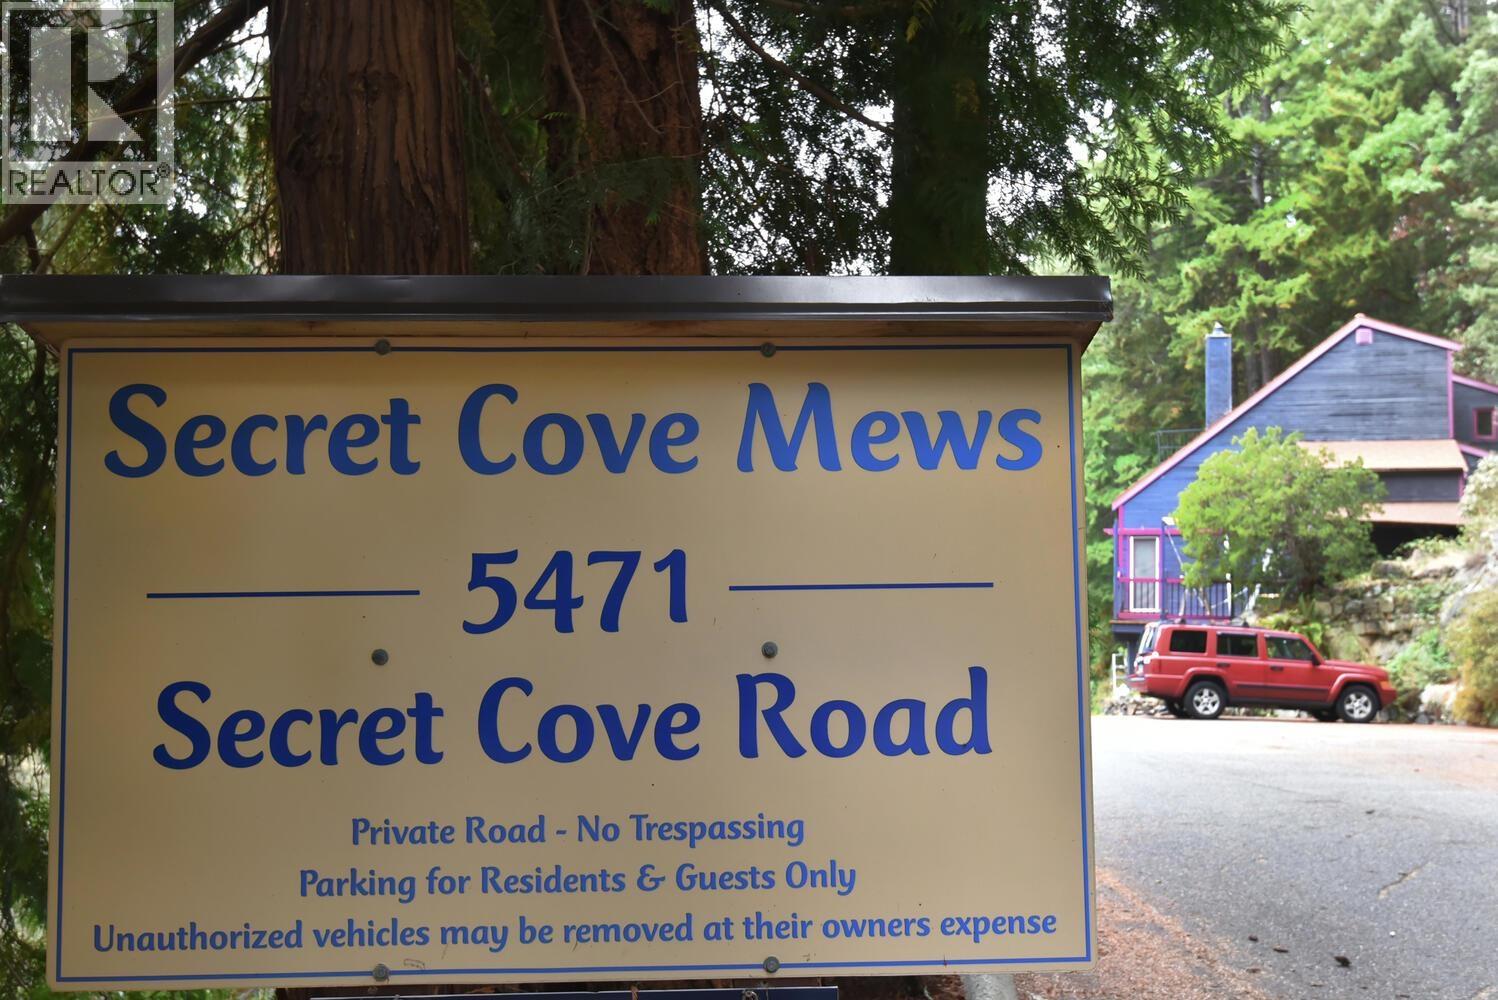 REALTOR®
Secret Cove Mews
5471
Secret Cove Road
Private Road - No Trespassing
Parking for Residents & Guests Only
Unauthorized vehicles may be removed at their owners expense